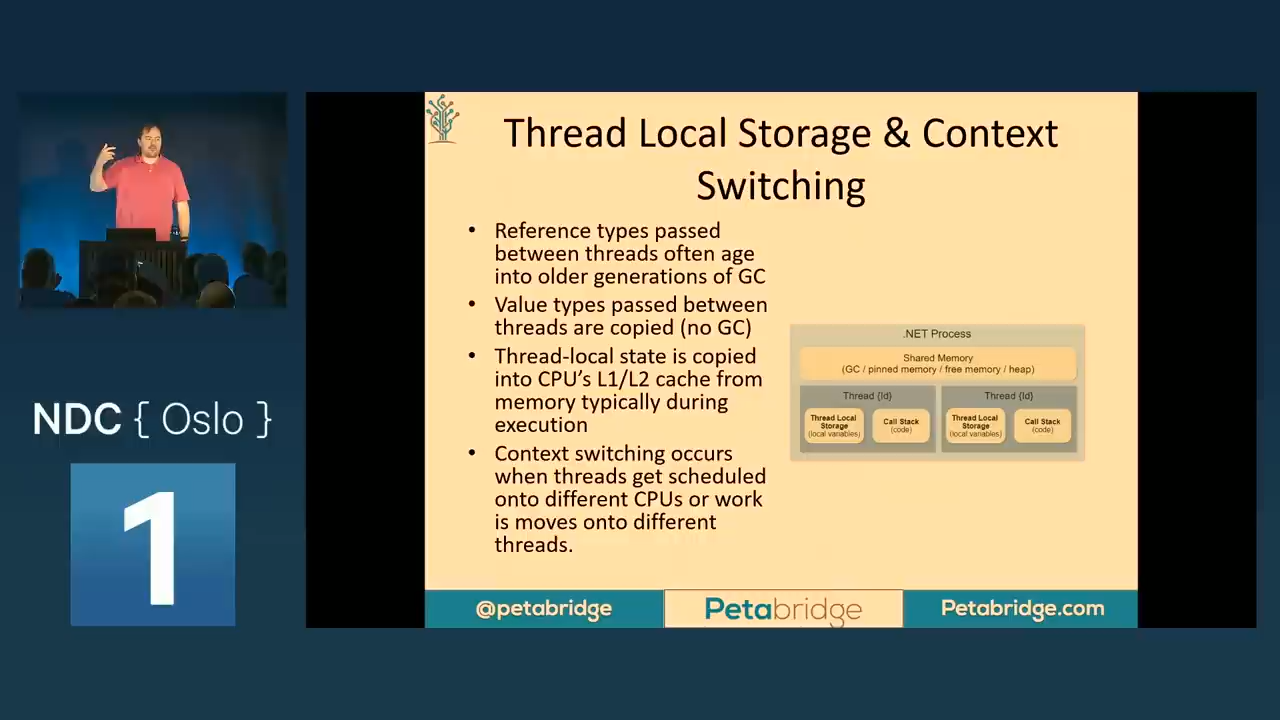 Thread Local Storage & Context
Switching
• Reference types passed
between threads often age
into older generations of GC
• Value types passed between
threads are copied (no GC)
• Thread-local state is copied
into CPU’s L1/L2 cache from
memory typically during
execution
• Context switching occurs
when threads get scheduled
onto different CPUs or work
is moves onto different
threads.
.NET Process
Shared Memory
(GC / pinned memory / free memory / heap)
Thread {Id}
Thread Local
Storage
(local variables)
Call Stack
(code)
Thread {Id}
Thread Local
Storage
(local variables)
Call Stack
(code)
NDC { Oslo }
1
@petabridge
Petabridge
Petabridge.com